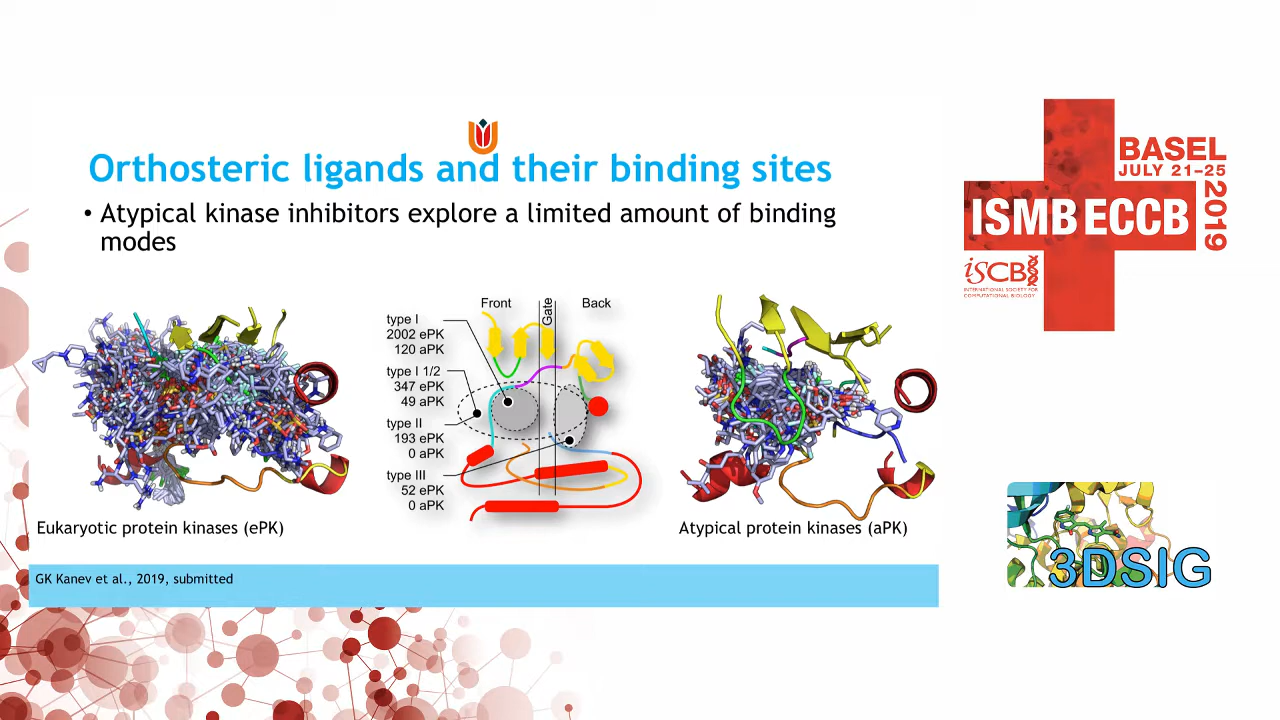 Orthosteric ligands and their binding sites
• Atypical kinase inhibitors explore a limited amount of binding
modes
Front
Gate
Back
type I
2002 ePK
120 aPK
type I 1/2
347 ePK
49 aPK
type II
193 ePK
0 aPK
type III
52 ePK
0 aPK
Eukaryotic protein kinases (ePK)
Atypical protein kinases (aPK)
GK Kanev et al., 2019, submitted
BASEL
JULY 21–25
2019
ISMB ECCB
ISCB
INTERNATIONAL SOCIETY FOR
COMPUTATIONAL BIOLOGY
3DSIG